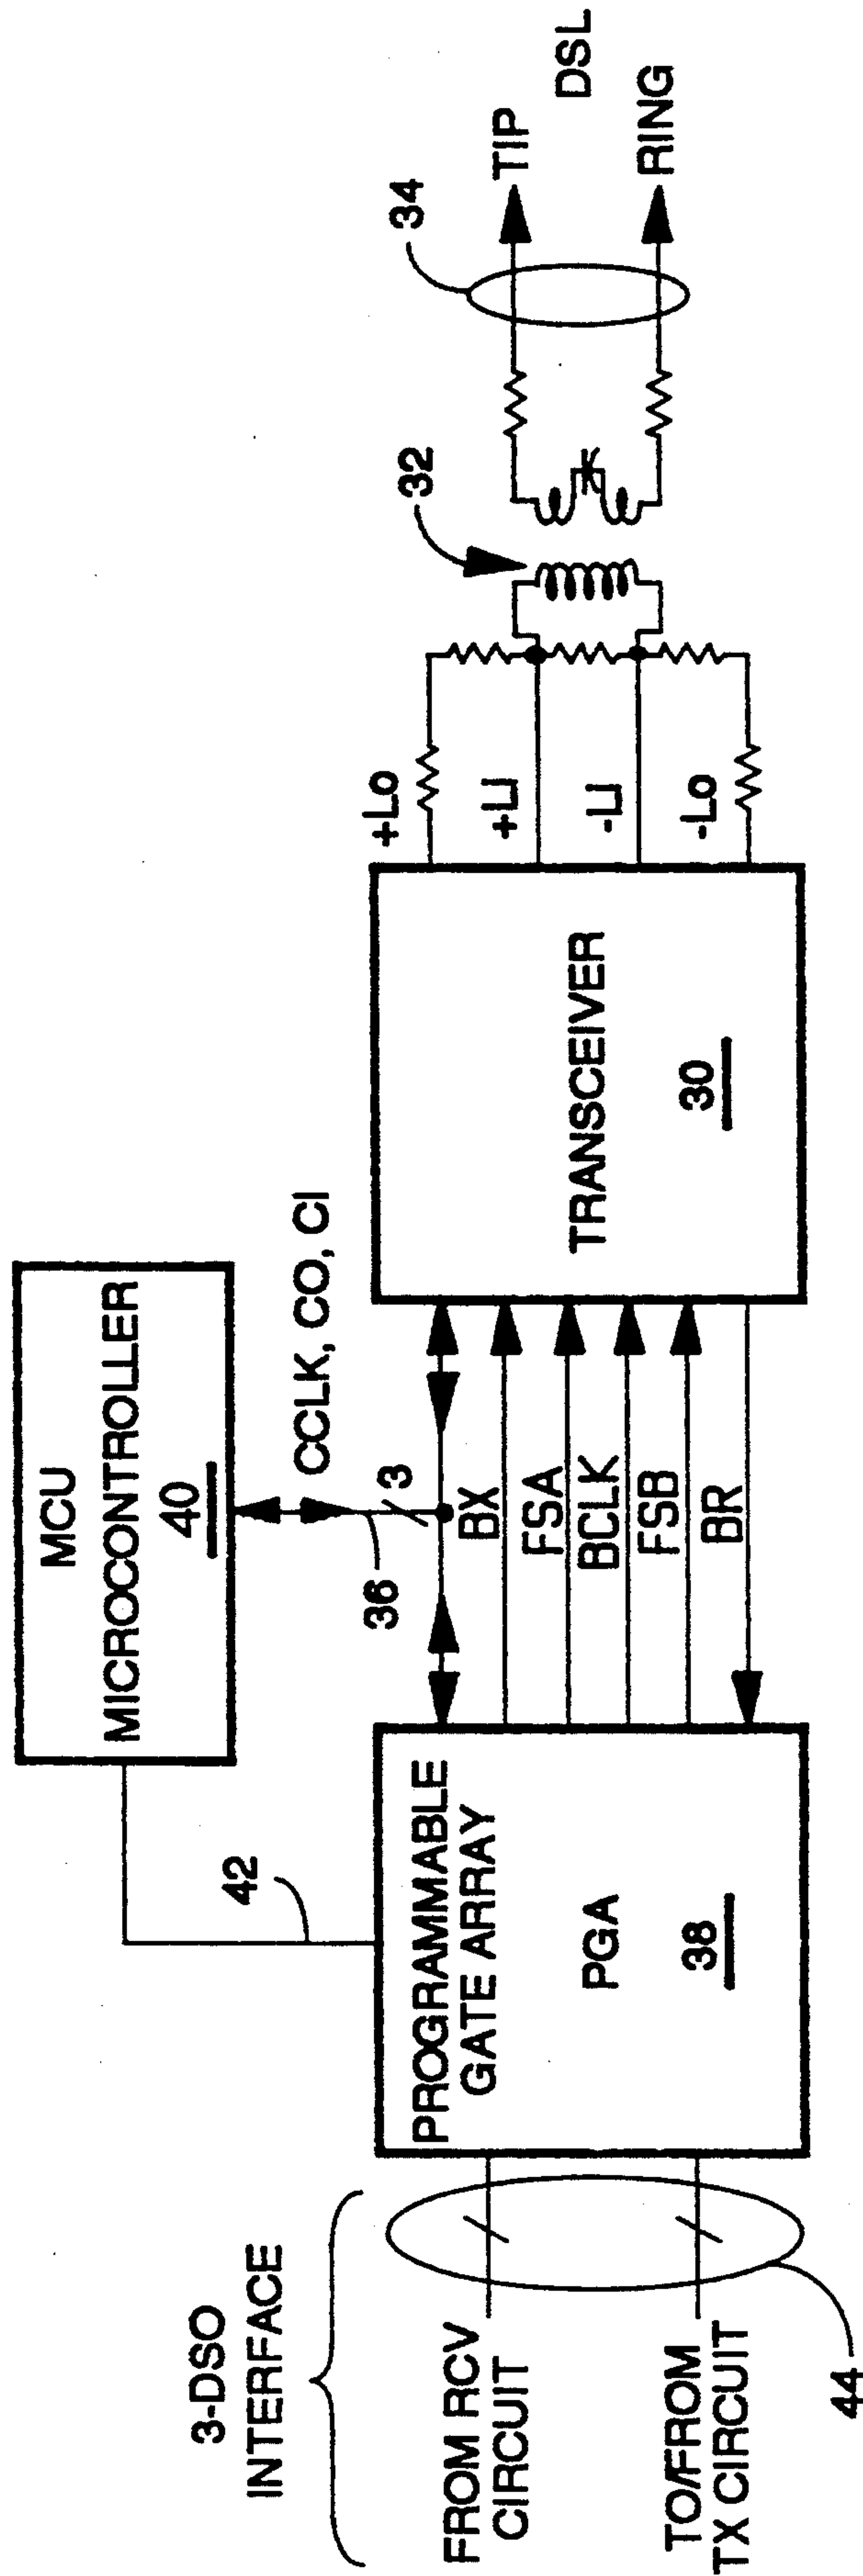 3-DSO
INTERFACE
FROM RCV
CIRCUIT
TO/FROM
TX CIRCUIT
44
PROGRAMMABLE
GATE ARRAY
PGA
38
42
MCU
MICROCONTROLLER
40
36
3
CCLK, CO, CI
BX
FSA
BCLK
FSB
BR
TRANSCEIVER
30
+Lo
+LI
-LI
-Lo
32
34
TIP
DSL
RING